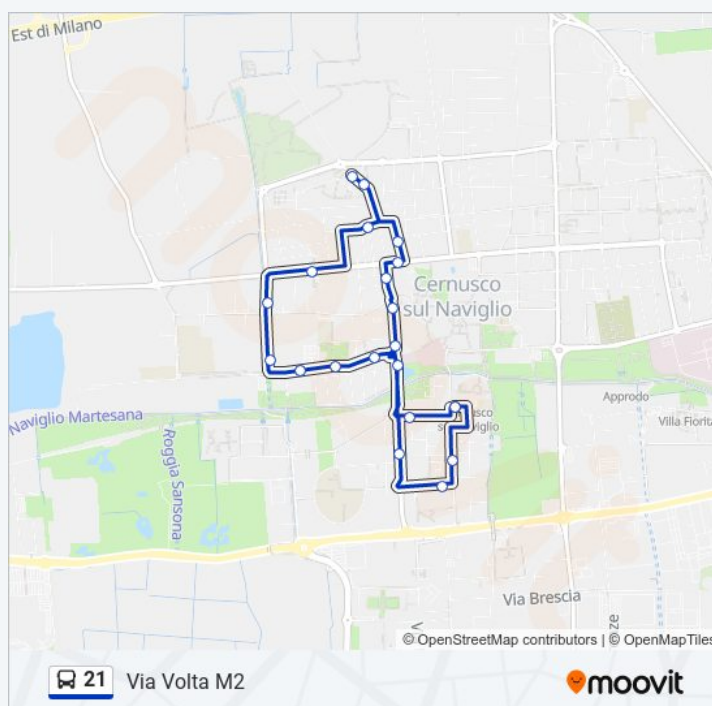 Est di Milano
Cernusco
sul Naviglio
Naviglio Martesana
Roggia Sansona
Approdo
Villa Fiorita
Via Brescia
© OpenStreetMap contributors | © OpenMapTiles
21 Via Volta M2
moovit